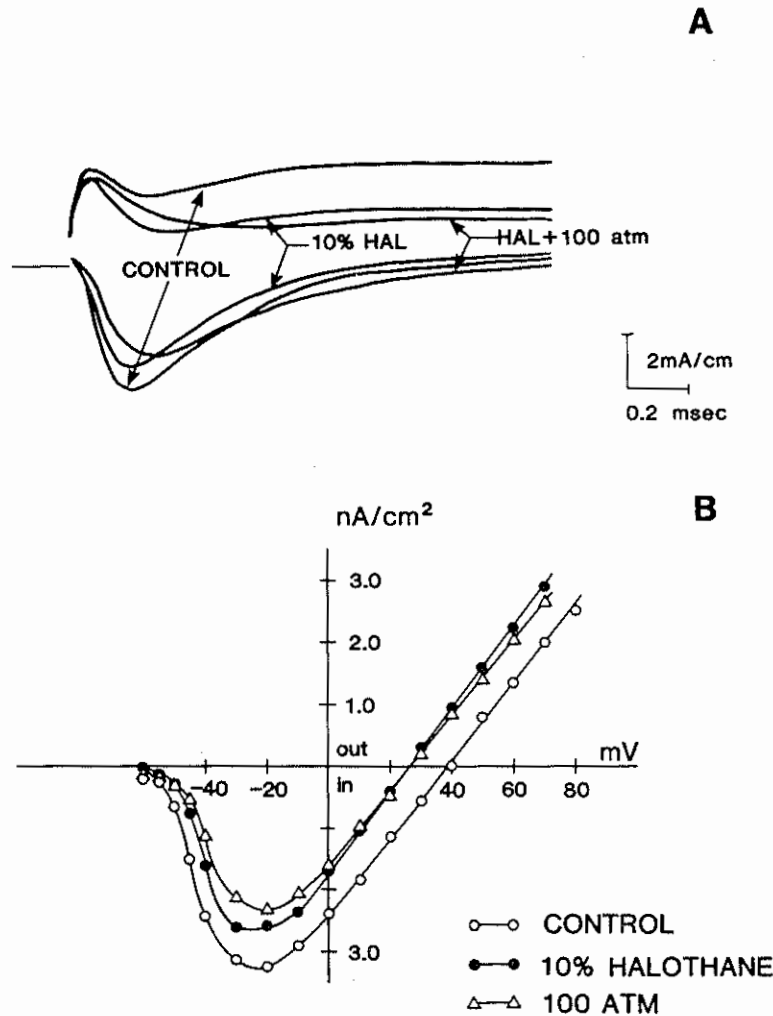 A
CONTROL
10% HAL
HAL+100 atm
2mA/cm
0.2 msec
nA/cm²
B
3.0
2.0
1.0
out
mV
-40 -20 in 20 40 60 80
3.0
CONTROL
10% HALOTHANE
100 ATM